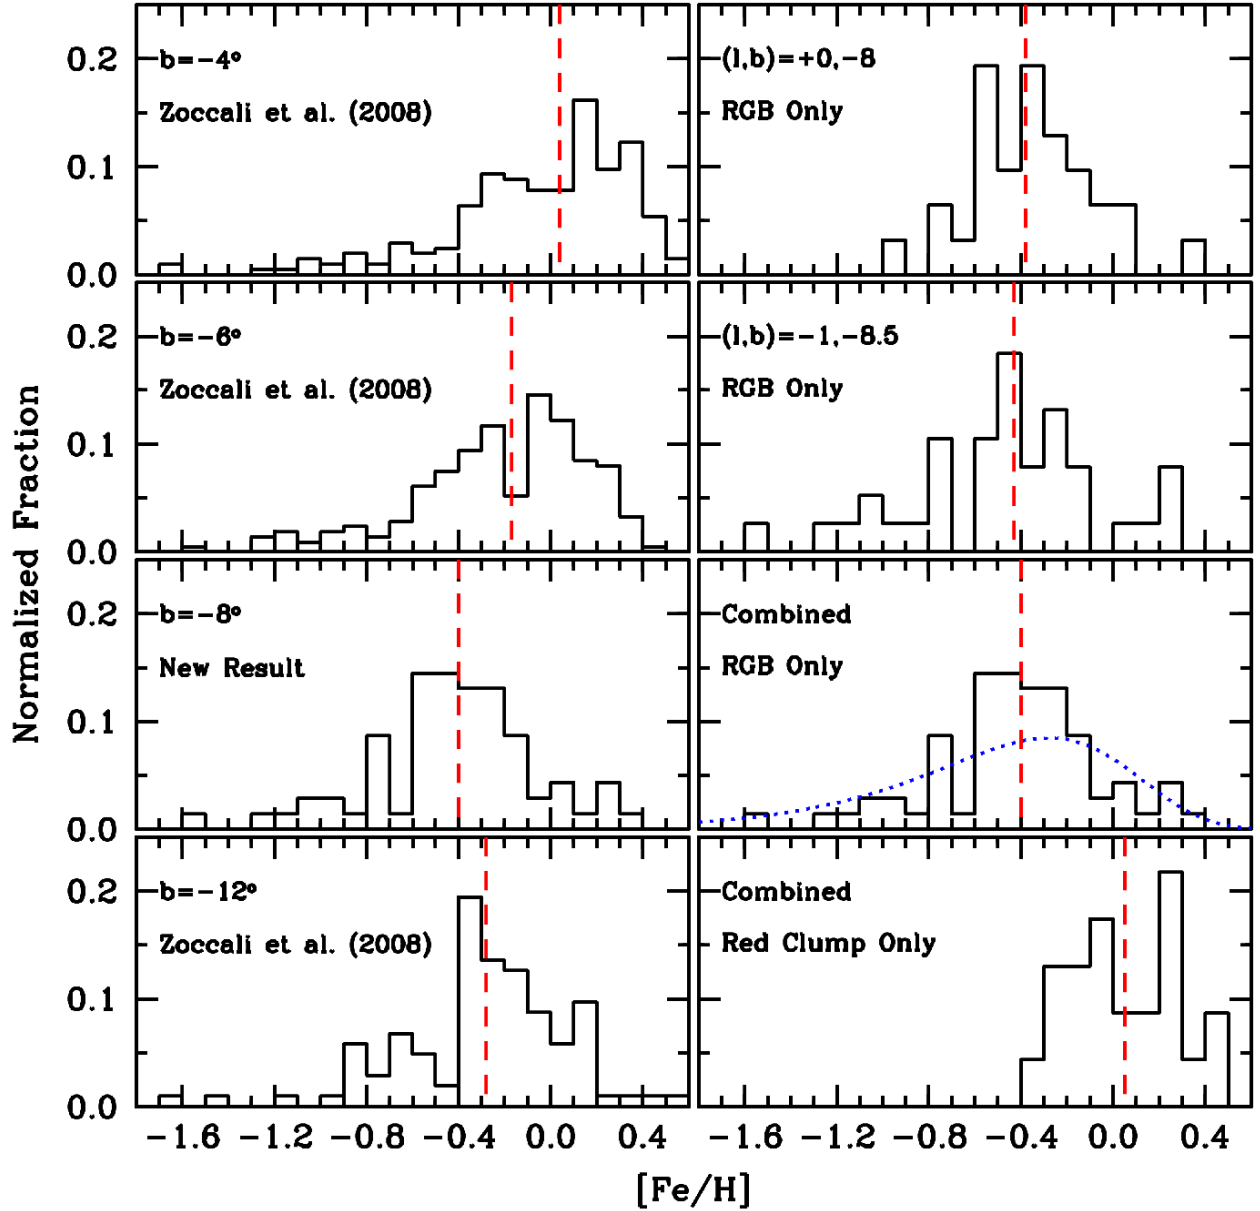 b=−4°
Zoccali et al. (2008)
(l,b)=+0,−8
RGB Only
0.2
0.1
0.0
b=−6°
Zoccali et al. (2008)
(l,b)=−1,−8.5
RGB Only
0.2
0.1
0.0
b=−8°
New Result
Combined
RGB Only
0.2
0.1
0.0
b=−12°
Zoccali et al. (2008)
Combined
Red Clump Only
0.2
0.1
0.0
−1.6 −1.2 −0.8 −0.4 0.0 0.4
−1.6 −1.2 −0.8 −0.4 0.0 0.4
Normalized Fraction
[Fe/H]